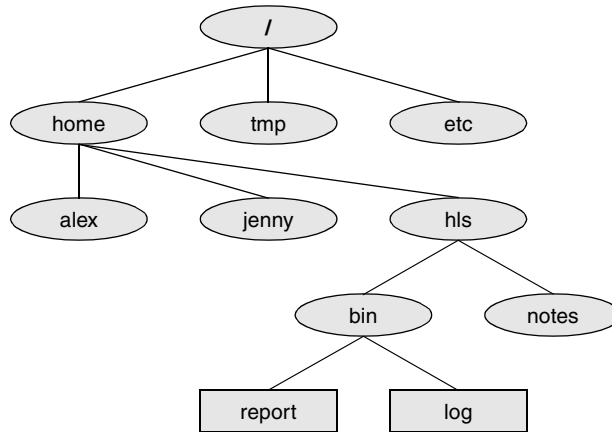 /
home tmp etc
alex jenny hls
bin notes
report log